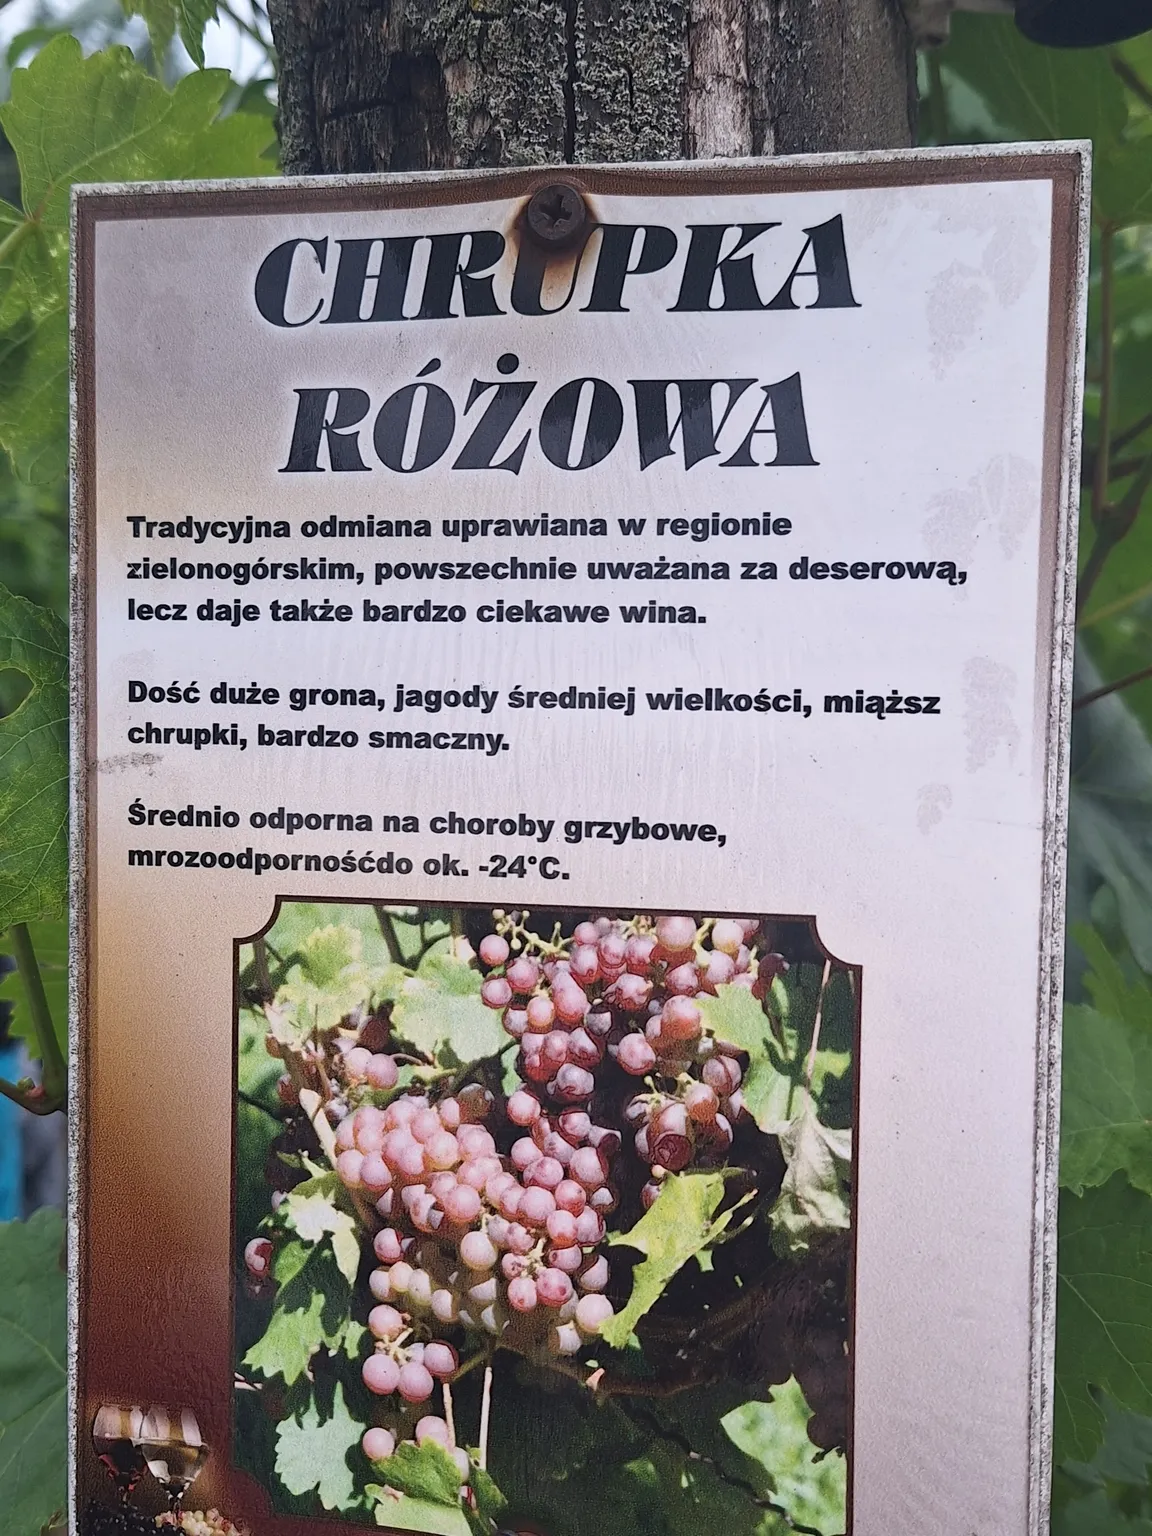 CHRUPKA
RÓŻOWA
Tradycyjna odmiana uprawiana w regionie
zielonogórskim, powszechnie uważana za deserową,
lecz daje także bardzo ciekawe wina.
Dość duże grona, jagody średniej wielkości, miąższ
chrupki, bardzo smaczny.
Średnio odporna na choroby grzybowe,
mrozoodpornośćdo ok. -24°C.